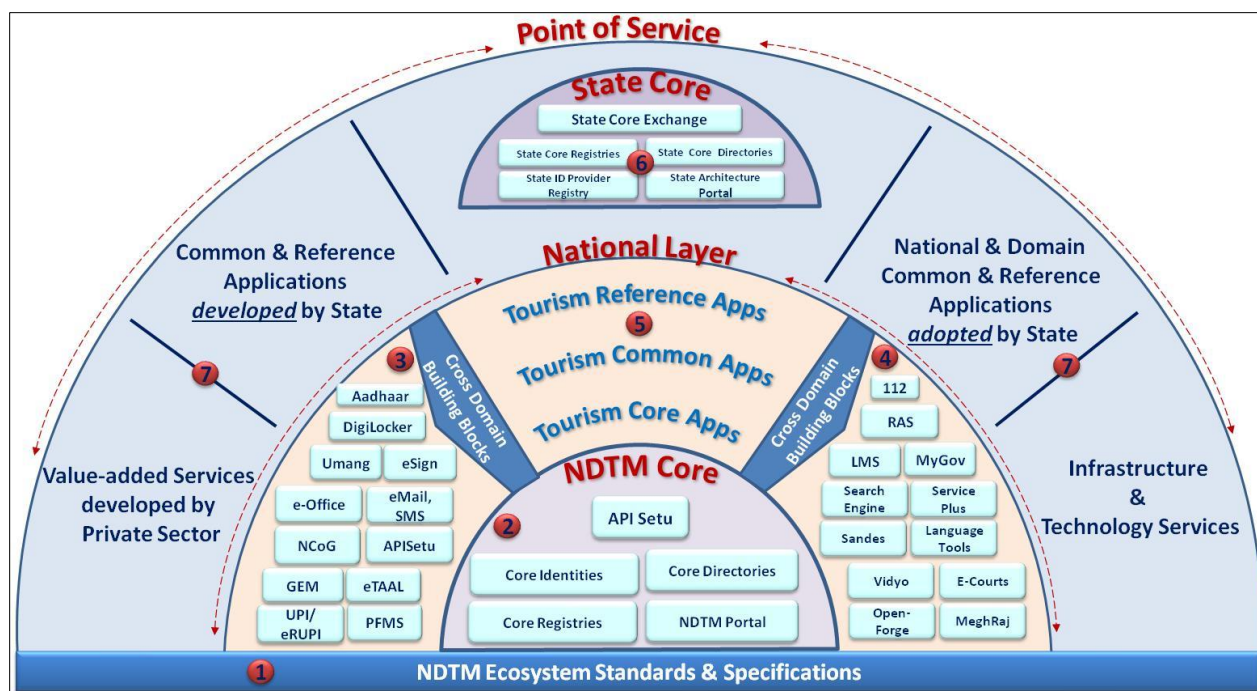 Point of Service
State Core
State Core Exchange
State Core Registries
State Core Directories
6
State ID Provider
Registry
State Architecture
Portal
Common & Reference
Applications
developed by State
National & Domain
Common & Reference
Applications
adopted by State
7
7
Value-added Services
developed by
Private Sector
Infrastructure
&
Technology Services
National Layer
Tourism Reference Apps
5
Tourism Common Apps
Tourism Core Apps
3
Cross Domain
Building Blocks
Aadhaar
DigiLocker
Umang
eSign
e-Office
eMail,
SMS
NCoG
APISetu
GEM
eTAAL
UPI/
eRUPI
PFMS
4
Cross Domain
Building Blocks
112
RAS
LMS
MyGov
Search
Engine
Service
Plus
Sandes
Language
Tools
Vidyo
E-Courts
Open-
Forge
MeghRaj
NDTM Core
2
API Setu
Core Identities
Core Directories
Core Registries
NDTM Portal
1
NDTM Ecosystem Standards & Specifications